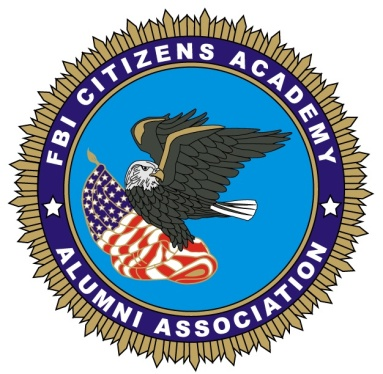 FBI CITIZENS ACADEMY
ALUMNI ASSOCIATION